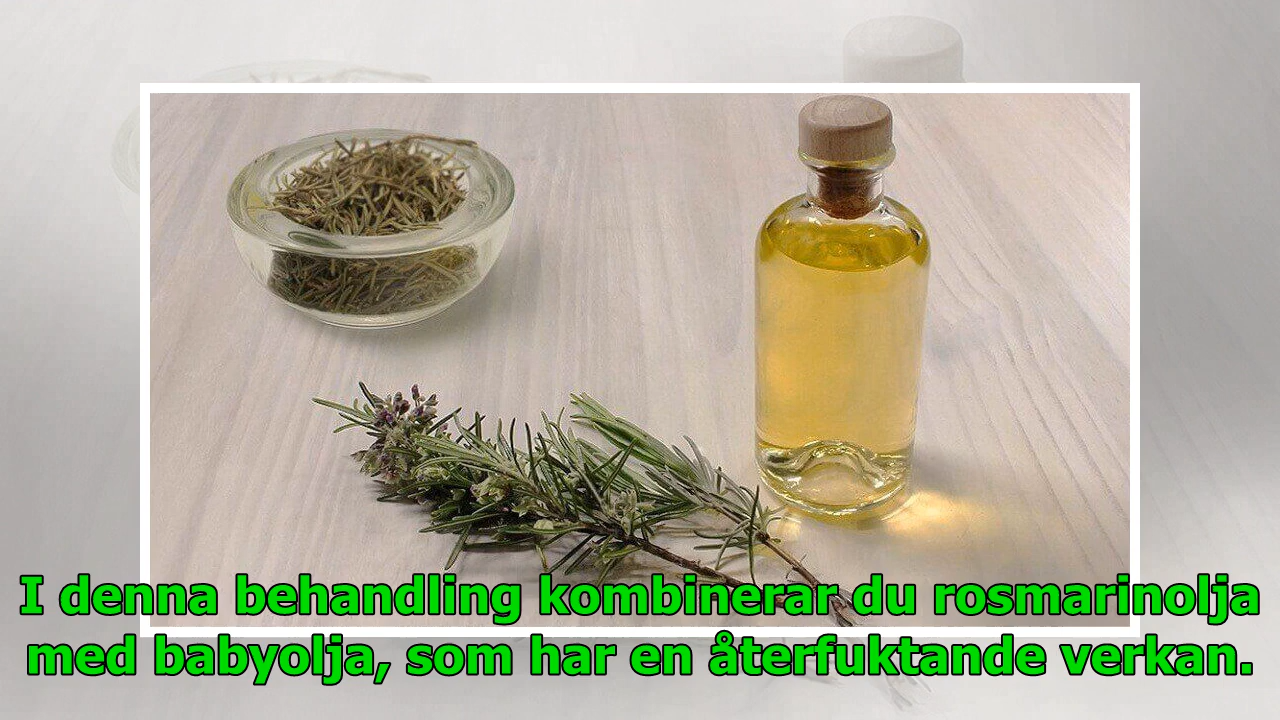 I denna behandling kombinerar du rosmarinolja
med babyolja, som har en återfuktande verkan.